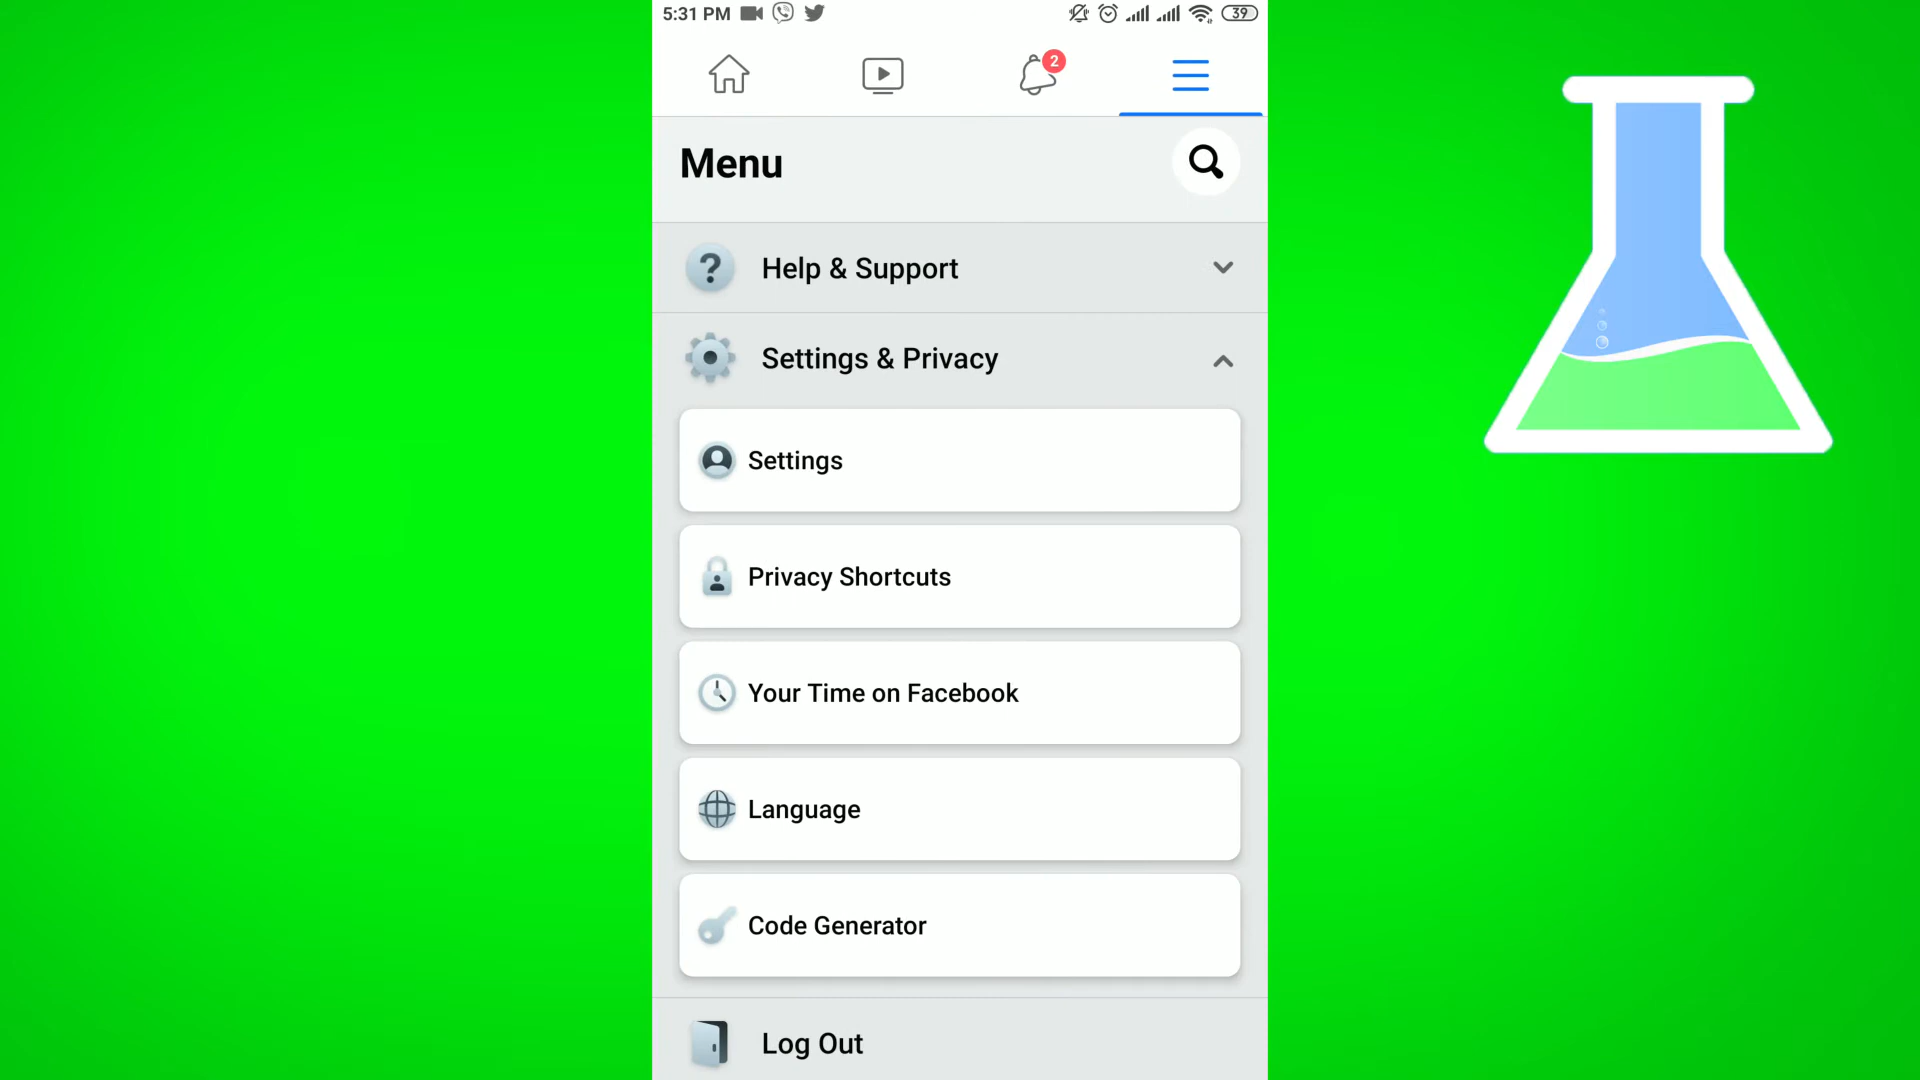 5:31 PM
39
2
Menu
?
Help & Support
Settings & Privacy
Settings
Privacy Shortcuts
Your Time on Facebook
Language
Code Generator
Log Out